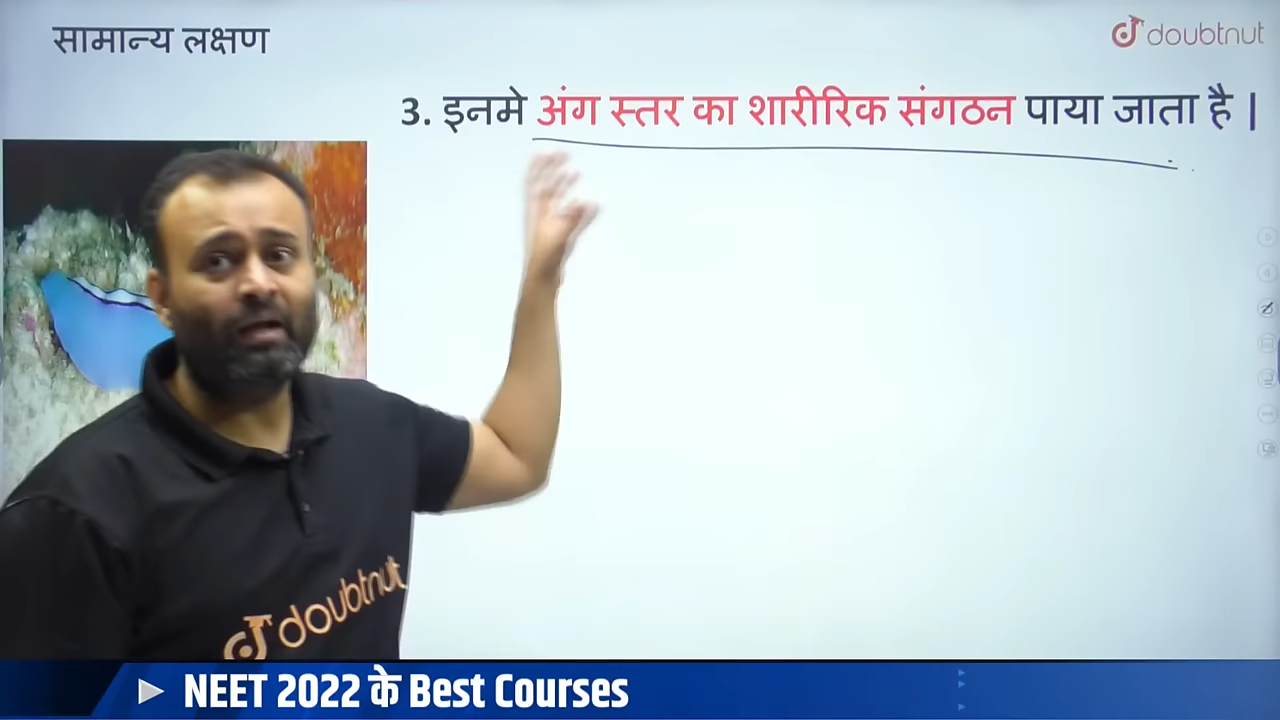 सामान्य लक्षण
doubtnut
3. इनमे अंग स्तर का शारीरिक संगठन पाया जाता है |
doubtnut
NEET 2022 के Best Courses